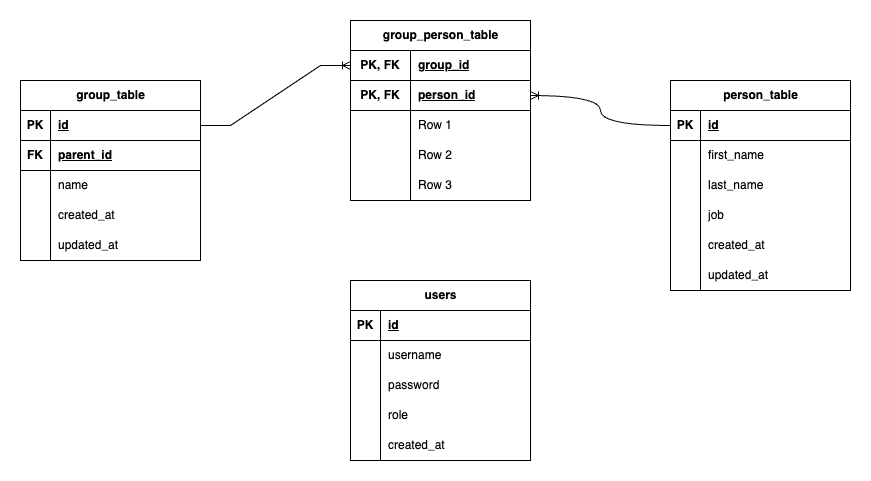 group_person_table
PK, FK group_id
PK, FK person_id
Row 1
Row 2
Row 3
group_table
PK id
FK parent_id
name
created_at
updated_at
person_table
PK id
first_name
last_name
job
created_at
updated_at
users
PK id
username
password
role
created_at